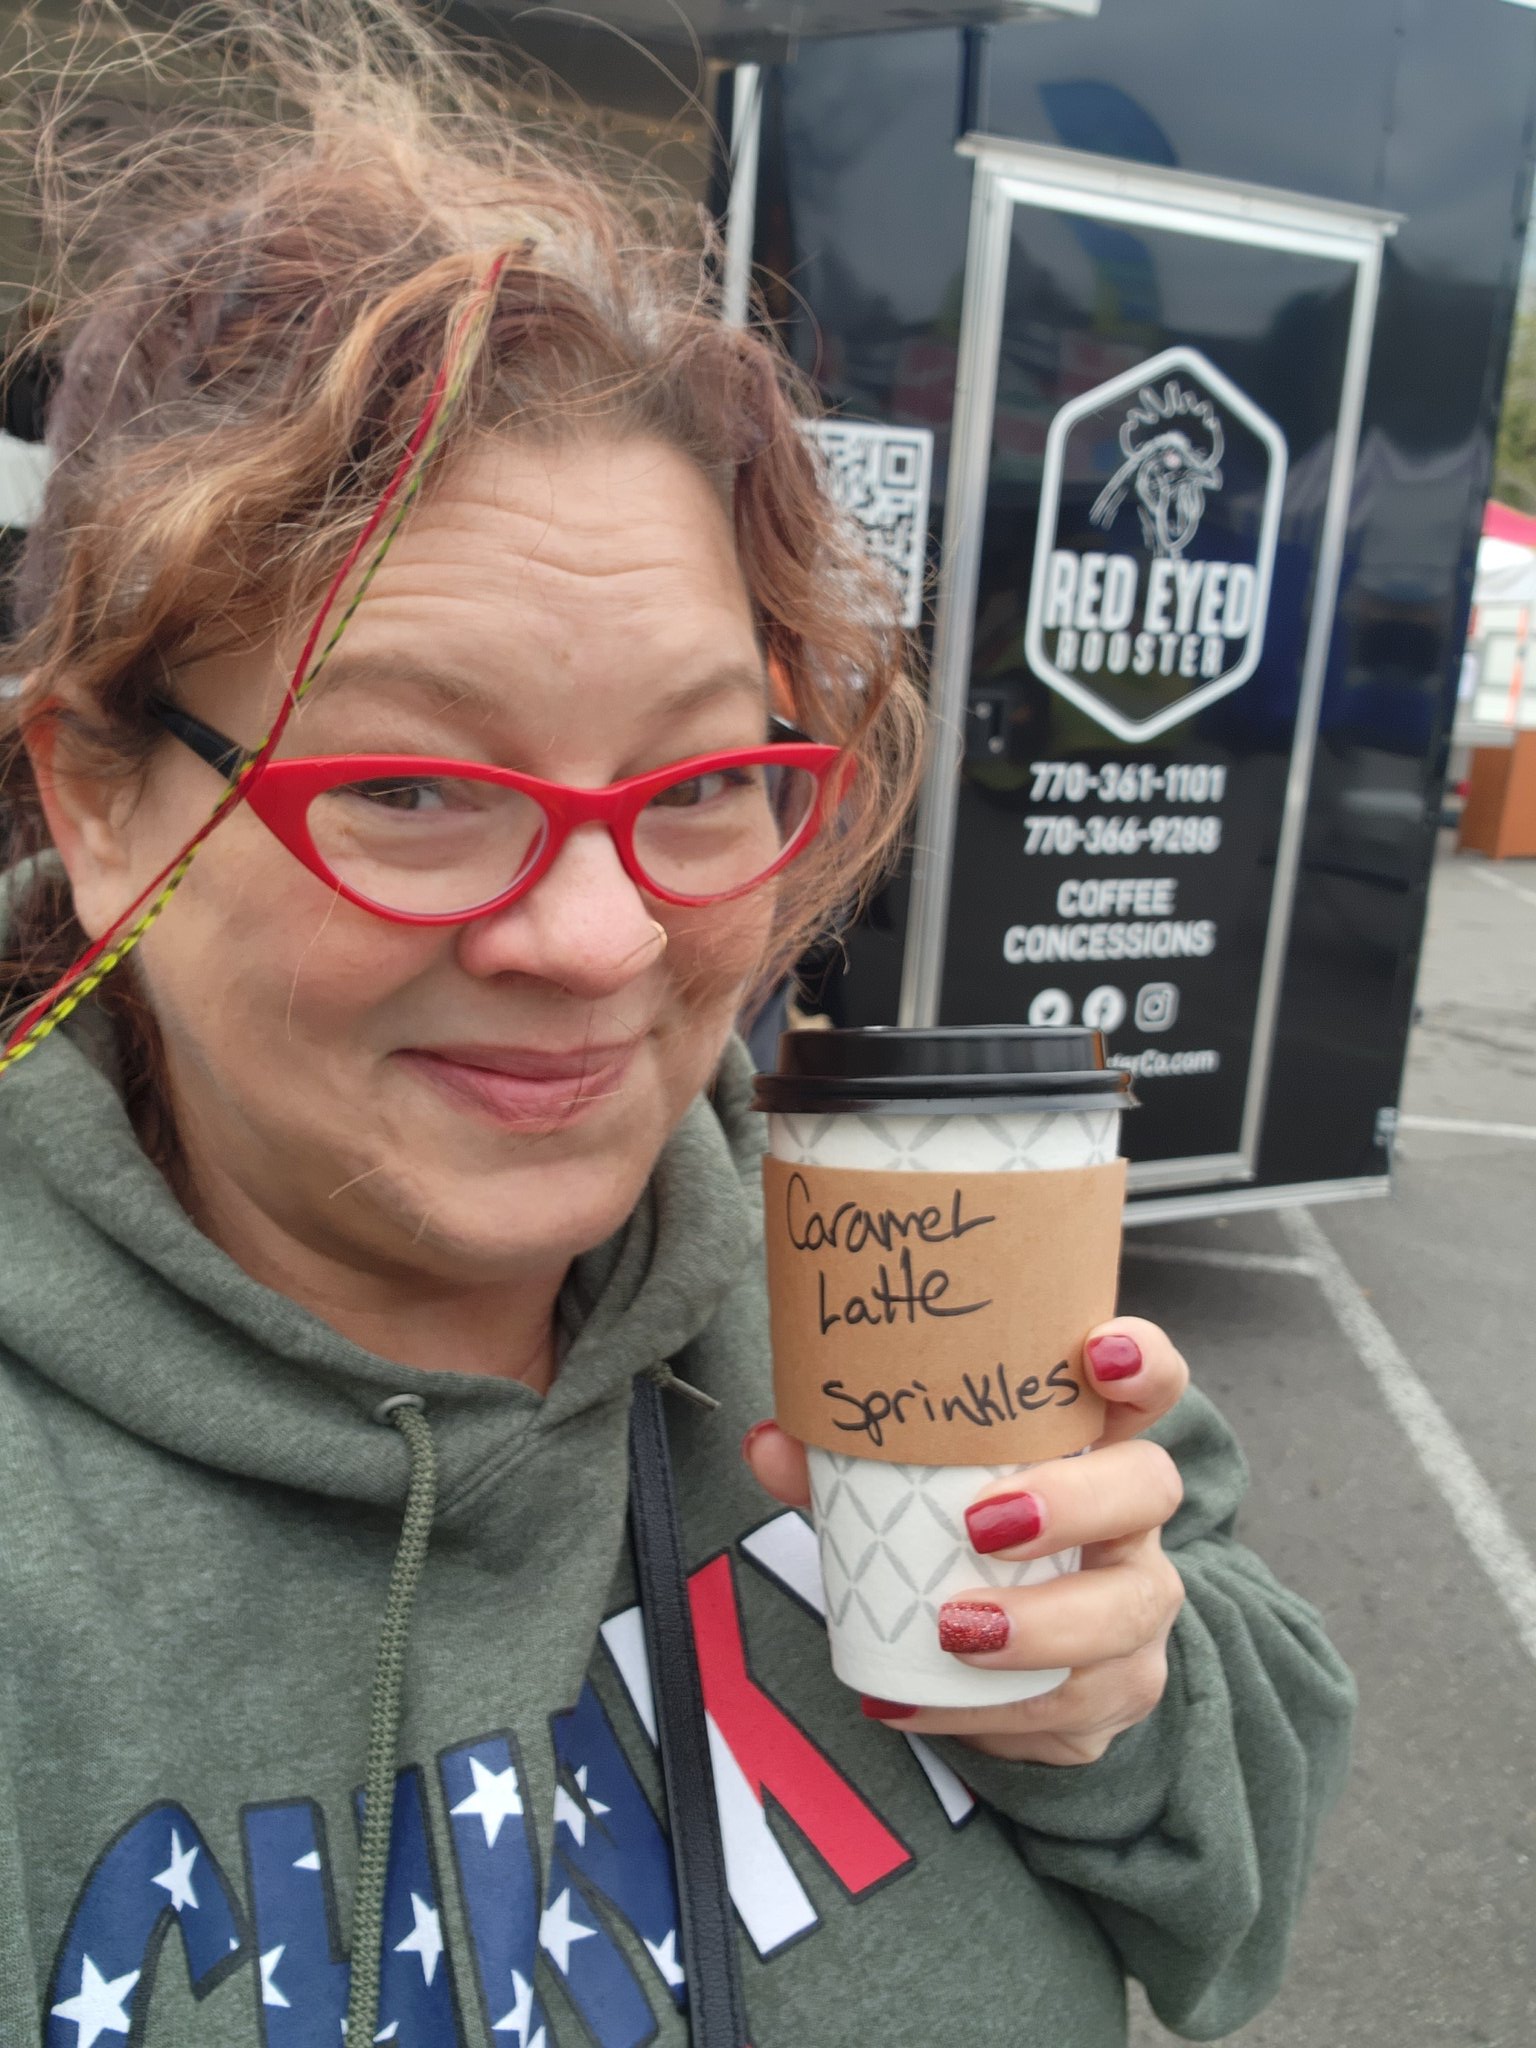 RED EYED
ROOSTER
770-361-1101
770-366-9288
COFFEE
CONCESSIONS
Caramel
Latte
Sprinkles